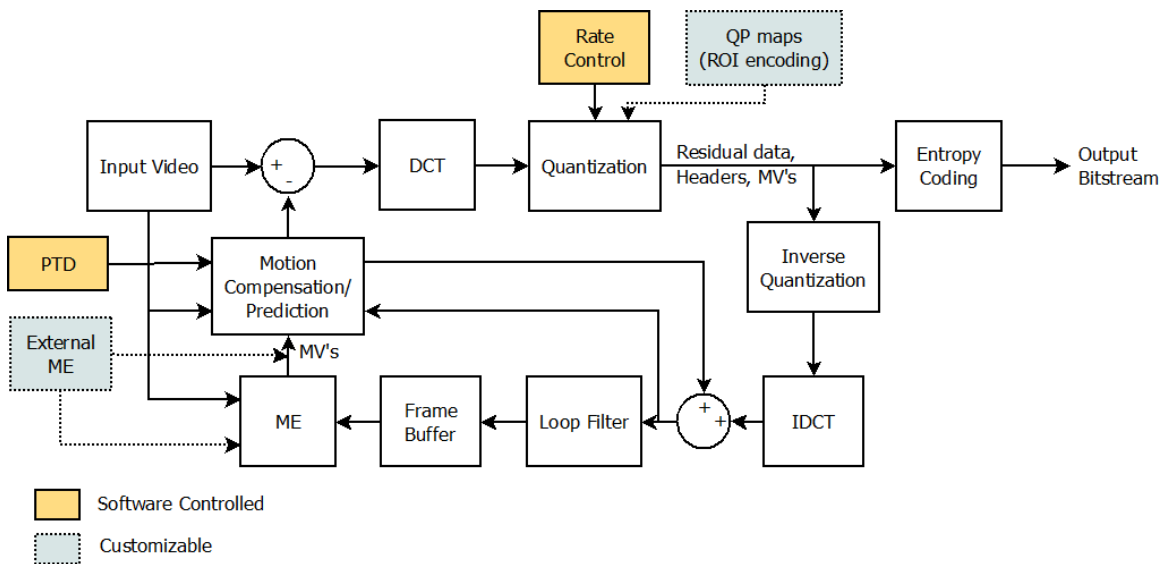 Rate
Control
QP maps
(ROI encoding)
Input Video
+
-
DCT
Quantization
Residual data,
Headers, MV's
Entropy
Coding
Output
Bitstream
PTD
Motion
Compensation/
Prediction
Inverse
Quantization
External
ME
MV's
ME
Frame
Buffer
Loop Filter
+
+
IDCT
Software Controlled
Customizable